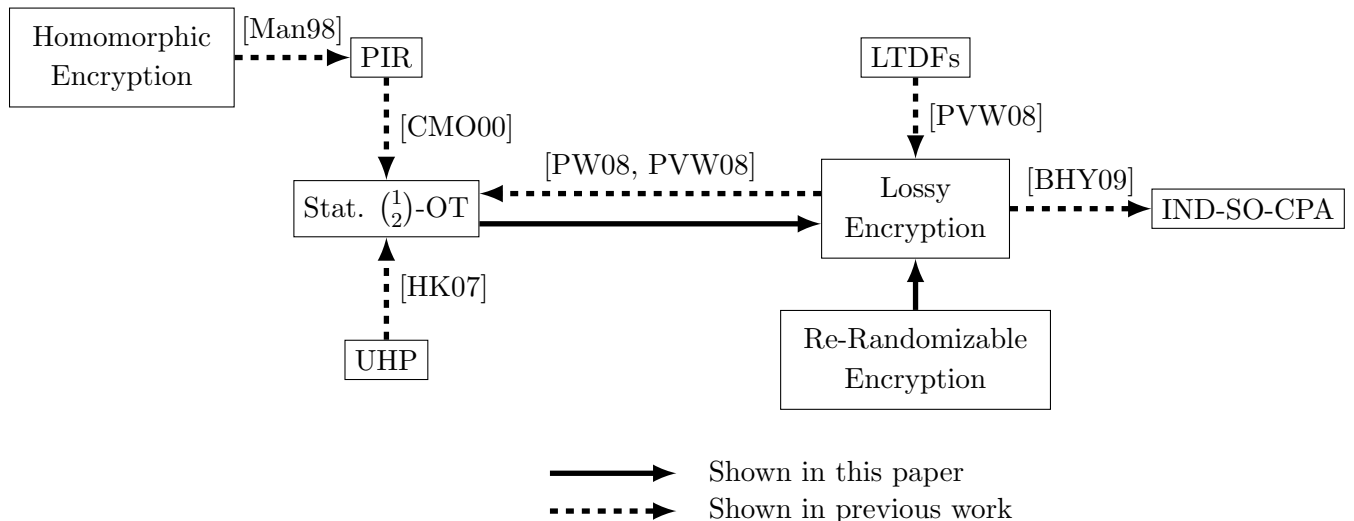 Homomorphic
Encryption
[Man98]
PIR
LTDFs
[CMO00]
[PVW08]
[PW08, PVW08]
Stat. (1 2)-OT
Lossy
Encryption
[BHY09]
IND-SO-CPA
[HK07]
UHP
Re-Randomizable
Encryption
Shown in this paper
Shown in previous work